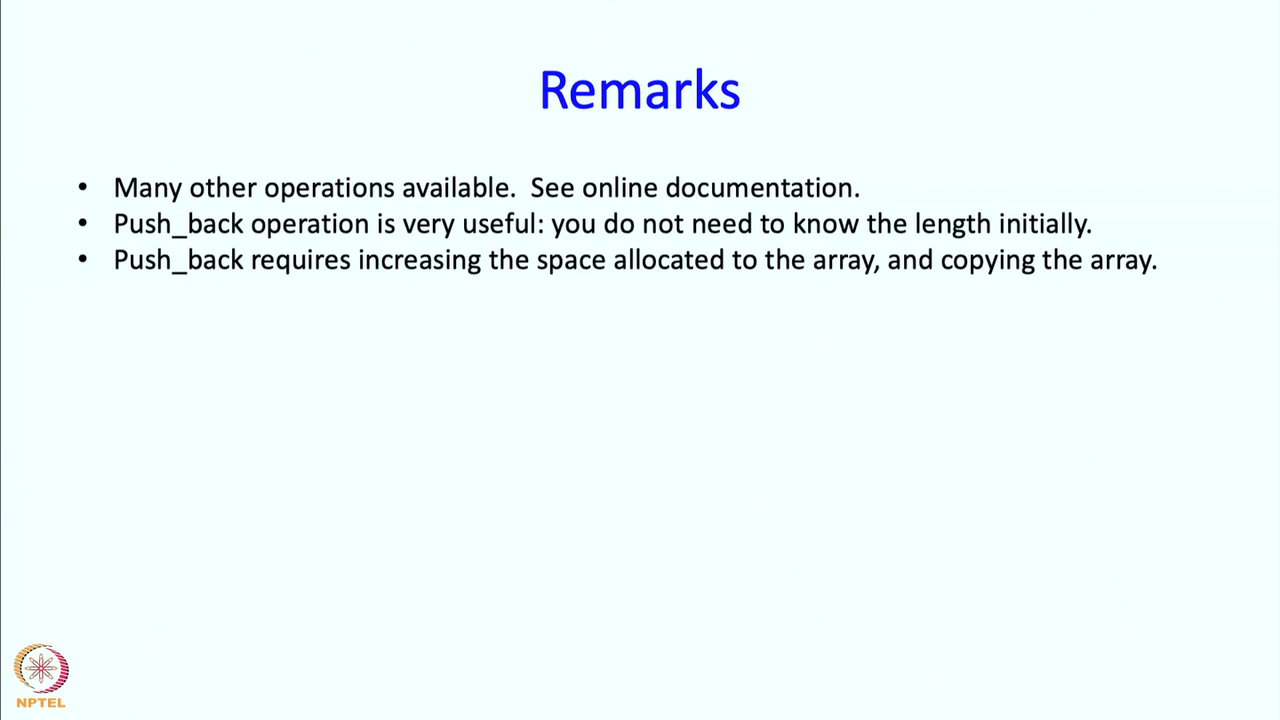 Remarks
• Many other operations available.  See online documentation.
• Push_back operation is very useful: you do not need to know the length initially.
• Push_back requires increasing the space allocated to the array, and copying the array.
NPTEL